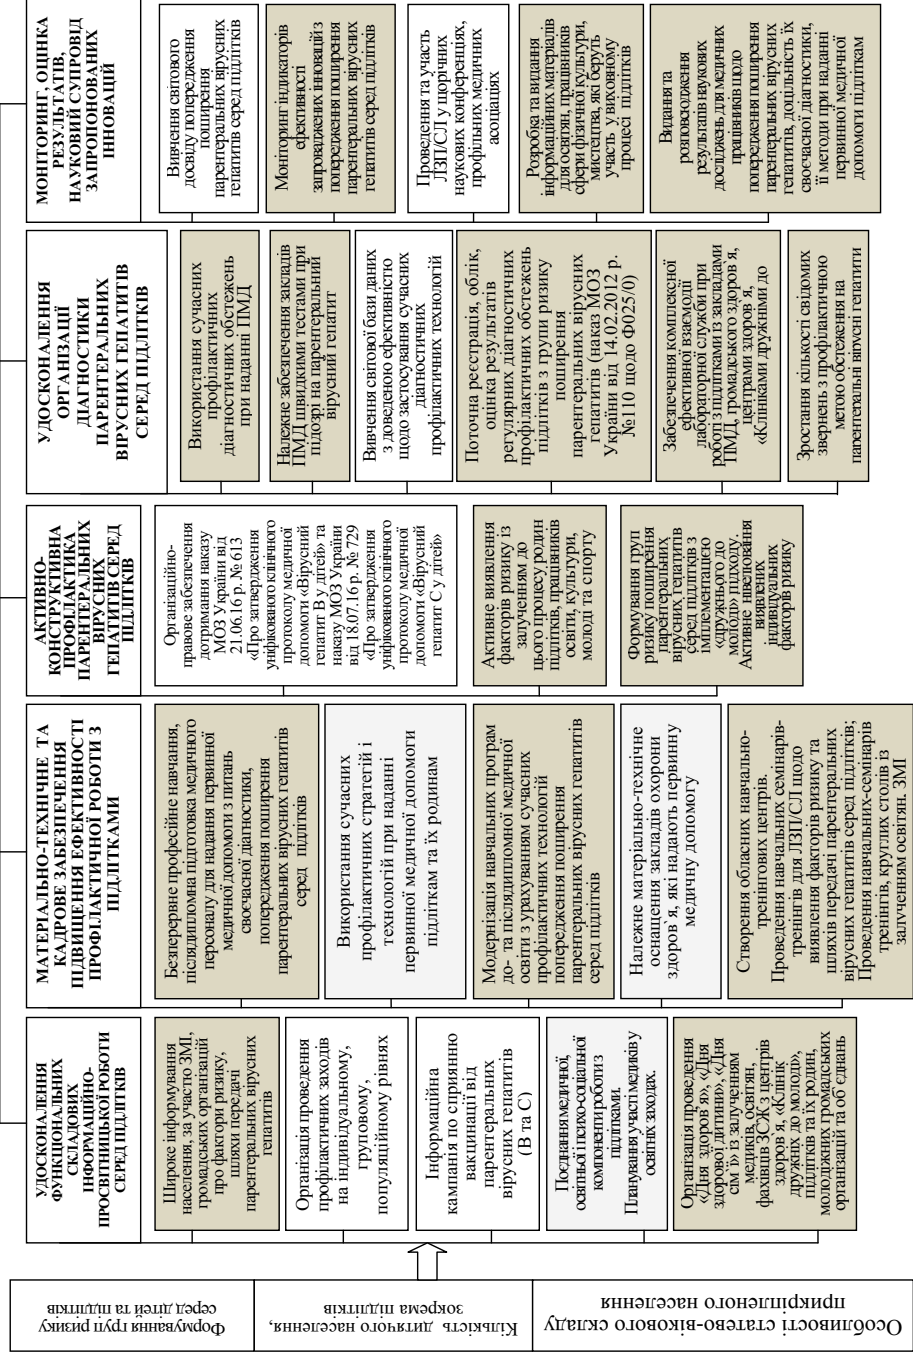 УДОСКОНАЛЕННЯ
ФУНКЦІОНАЛЬНИХ
СКЛАДОВИХ
ІНФОРМАЦІЙНО-
ПРОСВІТНИЦЬКОЇ РОБОТИ
СЕРЕД ПІДЛІТКІВ
Широке інформування
населення, за участю ЗМІ,
громадських організацій
про фактори ризику,
шляхи передачі
парентеральних вірусних
гепатитів
Організація проведення
профілактичних заходів
на індивідуальному,
груповому,
популяційному рівнях
Інформаційна
кампанія по сприянню
вакцинації від
парентеральних
вірусних гепатитів
(В та С)
Поєднання медичної,
освітньої і психо-соціальної
компоненти роботи з
підлітками.
Планування участі медиків у
освітніх заходах.
Організація проведення
«Дня здоров`я», «Дня
здорової дитини», «Дня
сім`ї» із залученням
медиків, освітян,
фахівців ЗСЖ з центрів
здоров`я, «Клінік
дружніх до молоді»,
підлітків та їх родин,
молодіжних громадських
організацій та об`єднань
МАТЕРІАЛЬНО-ТЕХНІЧНЕ ТА
КАДРОВЕ ЗАБЕЗПЕЧЕННЯ
ПІДВИЩЕННЯ ЕФЕКТИВНОСТІ
ПРОФІЛАКТИЧНОЇ РОБОТИ З
ПІДЛІТКАМИ
Безперервне професійне навчання,
післядипломна підготовка медичного
персоналу для надання первинної
медичної допомоги з питань
своєчасної діагностики,
попередження поширення
парентеральних вірусних гепатитів
серед підлітків
Використання сучасних
профілактичних стратегій і
технологій при наданні
первинної медичної допомоги
підліткам та їх родинам
Модернізація навчальних програм
до- та післядипломної медичної
освіти з урахуванням сучасних
профілактичних технологій
попередження поширення
парентеральних вірусних гепатитів
серед підлітків
Належне матеріально-технічне
оснащення закладів охорони
здоров`я, які надають первинну
медичну допомогу
Створення обласних навчально-
тренінгових центрів.
Проведення навчальних семінарів-
тренінгів для ЛЗП/СЛ щодо
виявлення факторів ризику та
шляхів передачі парентеральних
вірусних гепатитів серед підлітків;
Проведення навчальних-семінарів
тренінгів, круглих столів із
залученням освітян. ЗМІ
АКТИВНО-
КОНСТРУКТИВНА
ПРОФІЛАКТИКА
ПАРЕНТЕРАЛЬНИХ
ВІРУСНИХ
ГЕПАТИТІВ СЕРЕД
ПІДЛІТКІВ
Організаційно-
правове забезпечення
дотримання наказу
МОЗ України від
21.06.16 р. № 613
«Про затвердження
уніфікованого клінічного
протоколу медичної
допомоги «Вірусний
гепатит В у дітей» та
наказу МОЗ України
від 18.07.16 р. № 729
«Про затвердження
уніфікованого клінічного
протоколу медичної
допомоги «Вірусний
гепатит С у дітей»
Активне виявлення
факторів ризику із
залученням до
цього процесу родин
підлітків, працівників
освіти, культури,
молоді та спорту
Формування груп
ризику поширення
парентеральних
вірусних гепатитів
серед підлітків з
імплементацією
«дружнього до
молоді» підходу.
Активне нівелювання
виявлених
індивідуальних
факторів ризику
УДОСКОНАЛЕННЯ
ОРГАНІЗАЦІЇ
ДІАГНОСТИКИ
ПАРЕНТЕРАЛЬНИХ
ВІРУСНИХ ГЕПАТИТІВ
СЕРЕД ПІДЛІТКІВ
Використання сучасних
профілактичних
діагностичних обстежень
при наданні ПМД
Належне забезпечення закладів
ПМД швидкими тестами при
підозрі на парентеральний
вірусний гепатит
Вивчення світової бази даних
з доведеною ефективністю
щодо застосування сучасних
діагностичних
профілактичних технологій
Поточна реєстрація, облік,
оцінка результатів
регулярних діагностичних
профілактичних обстежень
підлітків з групи ризику
поширення
парентеральних вірусних
гепатитів (наказ МОЗ
України від 14.02.2012 р.
№110 щодо Ф025/0)
Забезпечення комплексної
ефективної взаємодії
лабораторної служби при
роботі з підлітками із закладами
ПМД, громадського здоров`я,
центрами здоров`я,
«Клініками дружніми до
Зростання кількості свідомих
звернень з профілактичною
метою обстеження на
парентеральні вірусні гепатити
МОНІТОРИНГ, ОЦІНКА
РЕЗУЛЬТАТІВ,
НАУКОВИЙ СУПРОВІД
ЗАПРОПОНОВАНИХ
ІННОВАЦІЙ
Вивчення світового
досвіду попередження
поширення
парентеральних вірусних
гепатитів серед підлітків
Моніторинг індикаторів
ефективності
запроваджених інновацій з
попередження поширення
парентеральних вірусних
гепатитів серед підлітків
Проведення та участь
ЛЗП/СЛ у щорічних
наукових конференціях,
профільних медичних
асоціаціях
Розробка та видання
інформаційних матеріалів
для освітян, працівників
сфери фізичної культури,
мистецтва, які беруть
участь у виховному
процесі підлітків
Видання та
розповсюдження
результатів наукових
досліджень для медичних
працівників щодо
попередження поширення
парентеральних вірусних
гепатитів, доцільність їх
своєчасної діагностики,
її методи при наданні
первинної медичної
допомоги підліткам
Формування груп ризику
серед дітей та підлітків
Кількість дитячого населення,
зокрема підлітків
Особливості статево-вікового складу
прикріпленого населення